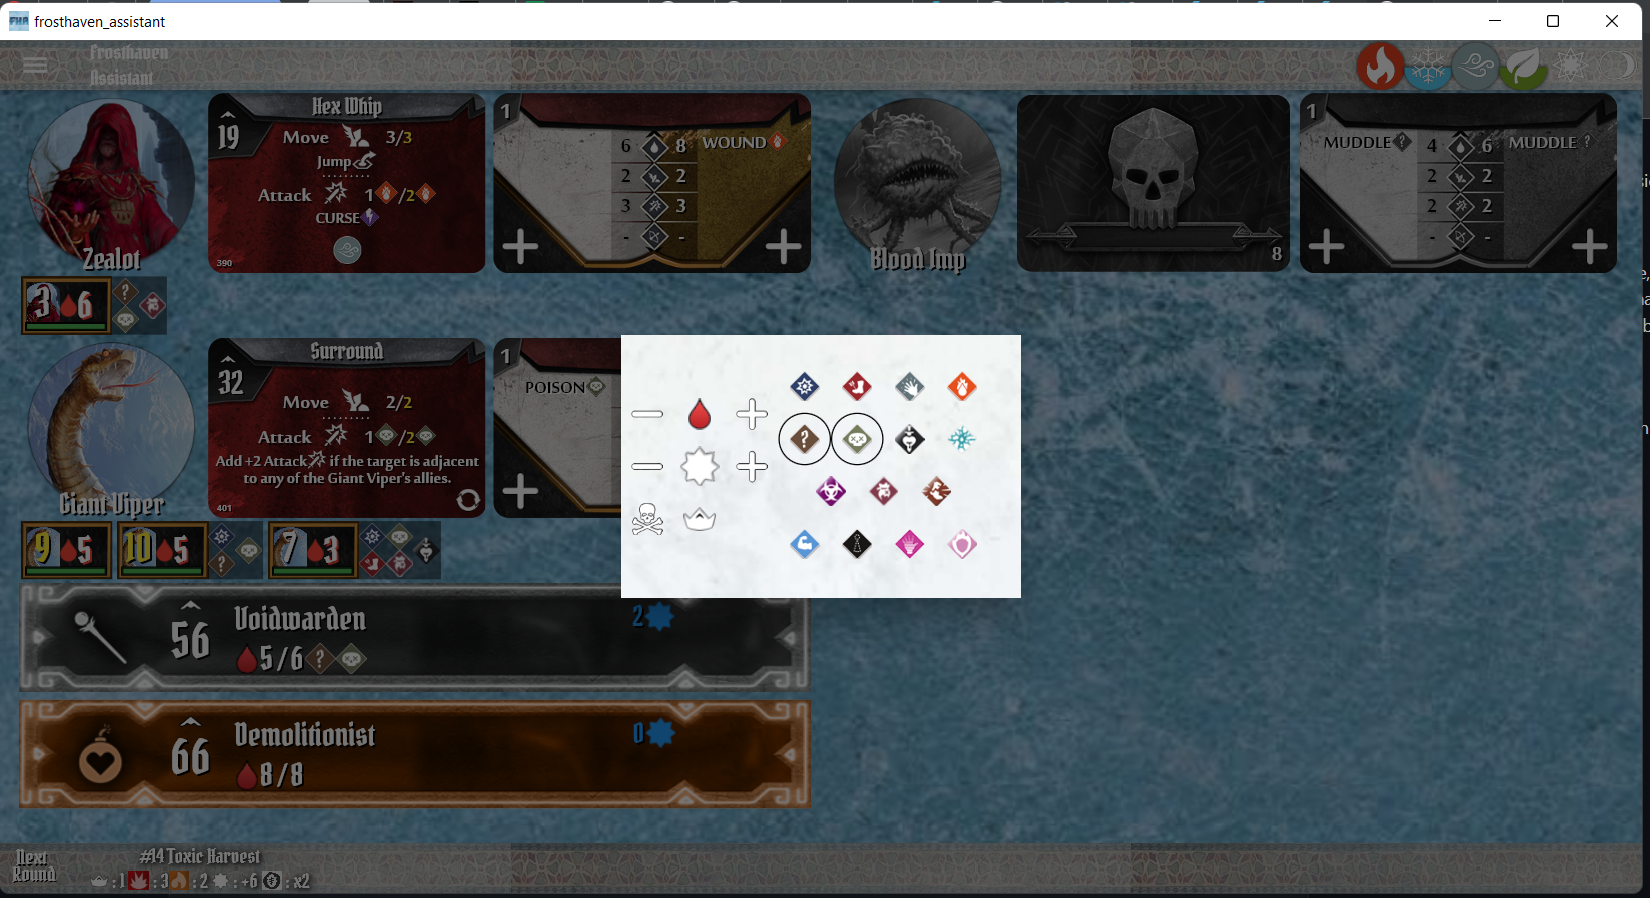 frosthaven_assistant
Frosthaven
Assistant
Hex Whip
19
Move 3/3
Jump
Attack 1/2
CURSE
390
Zealot
1
6 8 WOUND
2 2
3 3
- -
Blood Imp
8
1
MUDDLE 4 6 MUDDLE
2 2
2 2
- -
3 6
Surround
32
Move 2/2
Attack 1/2
Add +2 Attack if the target is adjacent
to any of the Giant Viper's allies.
401
Giant Viper
1
POISON
9 5
10 5
7 3
Voidwarden
56
5/6
2
Demolitionist
66
8/8
0
Next
Round
#14 Toxic Harvest
:1 :3 :2 :+6 :x2